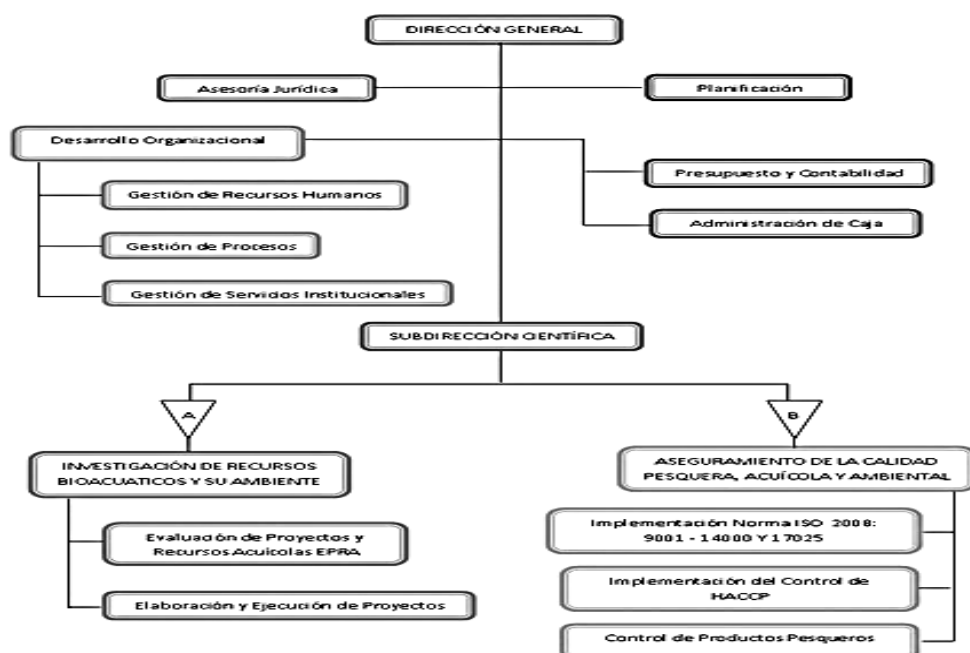 DIRECCIÓN GENERAL
Asesoría Jurídica
Planificación
Desarrollo Organizacional
Presupuesto y Contabilidad
Gestión de Recursos Humanos
Administración de Caja
Gestión de Procesos
Gestión de Servicios Institucionales
SUBDIRECCIÓN CIENTÍFICA
A
B
INVESTIGACIÓN DE RECURSOS
BIOACUATICOS Y SU AMBIENTE
ASEGURAMIENTO DE LA CALIDAD
PESQUERA, ACUÍCOLA Y AMBIENTAL
Evaluación de Proyectos y
Recursos Acuícolas EPRA
Elaboración y Ejecución de Proyectos
Implementación Norma ISO 2008:
9001 - 14000 Y 17025
Implementación del Control de
HACCP
Control de Productos Pesqueros